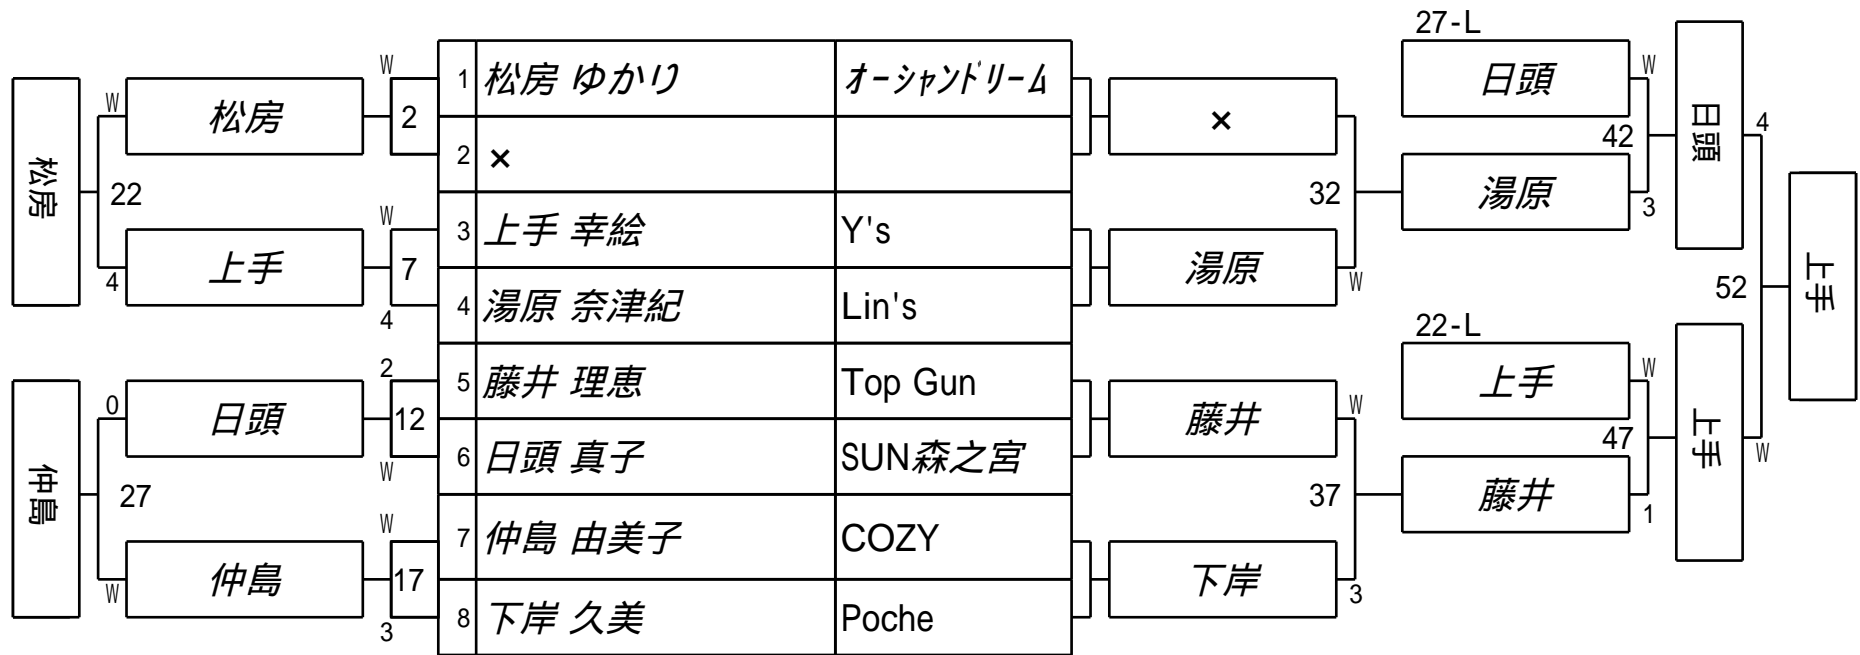 27-L
W
1 松房 ゆかり オーシャンドリーム
日頭
W
W
松房
2
×
日頭
4
42
2 ×
松房
22
32
湯原
3
W
3 上手 幸絵 Y's
上手
7
湯原
W
4
4
4 湯原 奈津紀 Lin's
52
上手
22-L
2
5 藤井 理恵 Top Gun
上手
W
0
日頭
12
藤井
W
上手
W
47
W
6 日頭 真子 SUN森之宮
仲島
27
37
藤井
1
W
7 仲島 由美子 COZY
仲島
W
17
下岸
3
3
8 下岸 久美 Poche